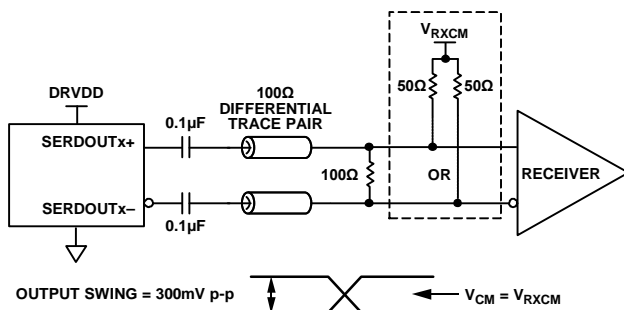 V_RXCM
DRVDD
100Ω
DIFFERENTIAL
TRACE PAIR
50Ω 50Ω
0.1µF
SERDOUTx+
100Ω
OR
RECEIVER
SERDOUTx–
0.1µF
OUTPUT SWING = 300mV p-p
V_CM = V_RXCM